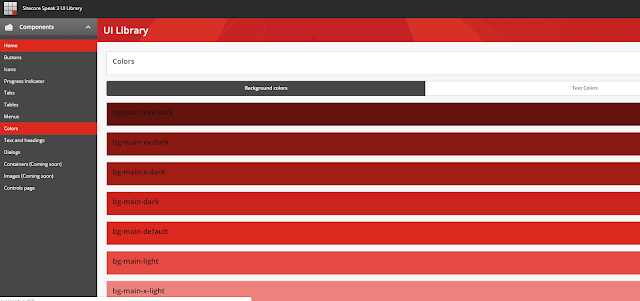 Sitecore Speak 3 UI Library
Components
UI Library
Home
Buttons
Icons
Progress Indicator
Tabs
Tables
Menus
Colors
Text and headings
Dialogs
Containers (Coming soon)
Images (Coming soon)
Controls page
Colors
Background colors
Text Colors
bg-main-xxx-dark
bg-main-xx-dark
bg-main-x-dark
bg-main-dark
bg-main-default
bg-main-light
bg-main-x-light